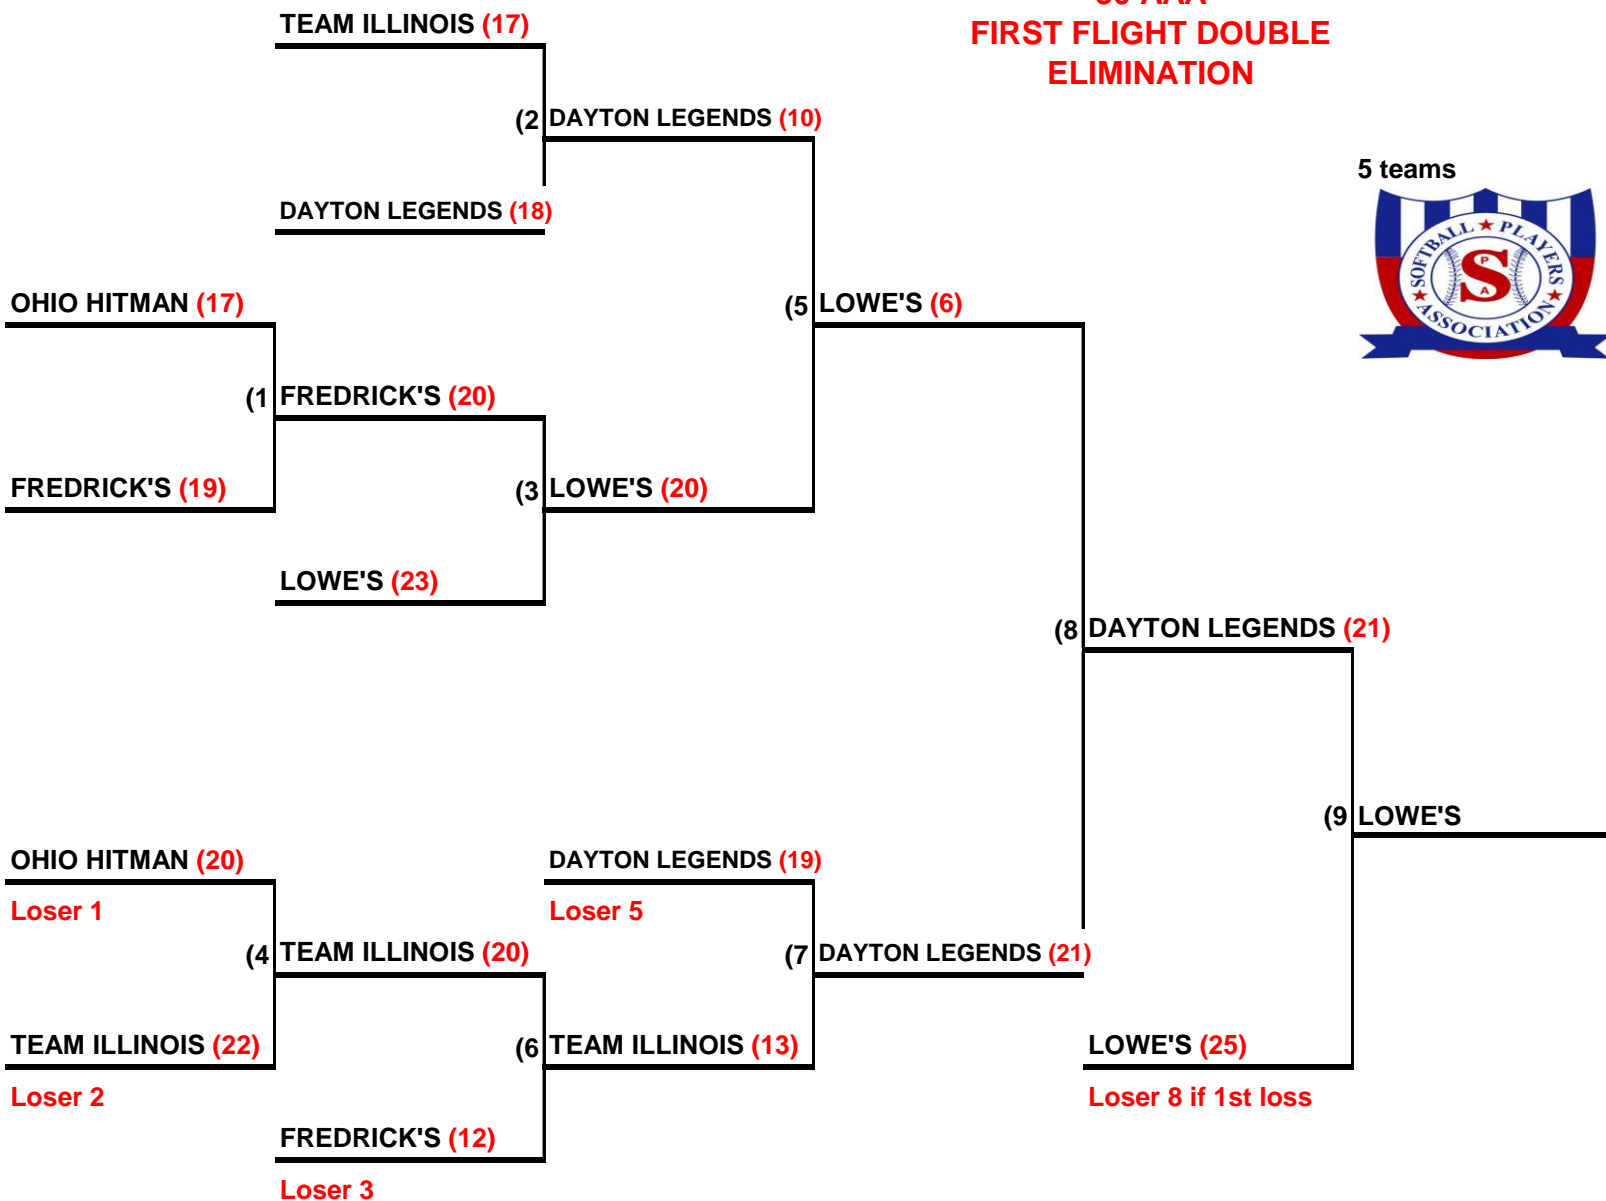 TEAM ILLINOIS (17)
FIRST FLIGHT DOUBLE
ELIMINATION
(2 DAYTON LEGENDS (10)
5 teams
DAYTON LEGENDS (18)
SOFTBALL ★ PLAYERS ★ ASSOCIATION ★
S
P
A
OHIO HITMAN (17)
(5 LOWE'S (6)
(1 FREDRICK'S (20)
FREDRICK'S (19)
(3 LOWE'S (20)
LOWE'S (23)
(8 DAYTON LEGENDS (21)
(9 LOWE'S
OHIO HITMAN (20)
DAYTON LEGENDS (19)
Loser 1
Loser 5
(4 TEAM ILLINOIS (20)
(7 DAYTON LEGENDS (21)
TEAM ILLINOIS (22)
(6 TEAM ILLINOIS (13)
LOWE'S (25)
Loser 2
Loser 8 if 1st loss
FREDRICK'S (12)
Loser 3